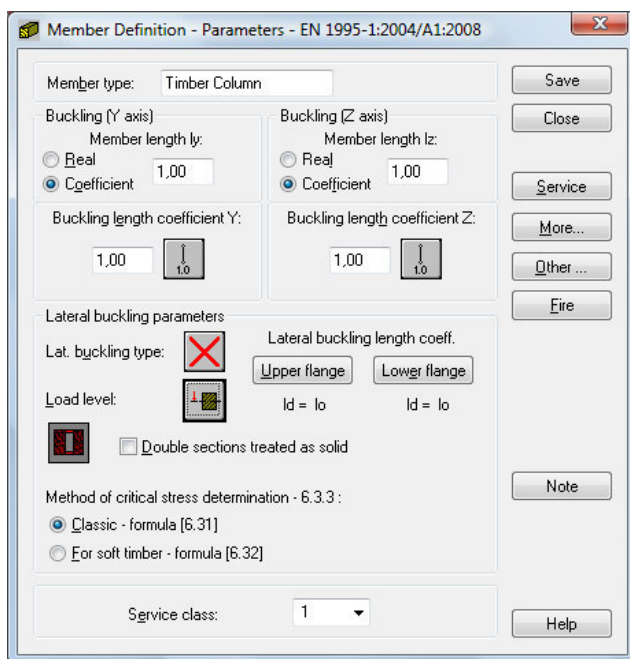 Member Definition - Parameters - EN 1995-1:2004/A1:2008
Member type: Timber Column
Save
Close
Buckling (Y axis)
Member length ly:
Real
Coefficient
1,00
Buckling (Z axis)
Member length lz:
Real
Coefficient
1,00
Service
More...
Other ...
Fire
Buckling length coefficient Y:
1,00
1.0
Buckling length coefficient Z:
1,00
1.0
Lateral buckling parameters
Lat. buckling type:
Lateral buckling length coeff.
Upper flange
Lower flange
Load level:
ld = lo
ld = lo
Double sections treated as solid
Method of critical stress determination - 6.3.3 :
Classic - formula [6.31]
For soft timber - formula [6.32]
Note
Service class: 1
Help